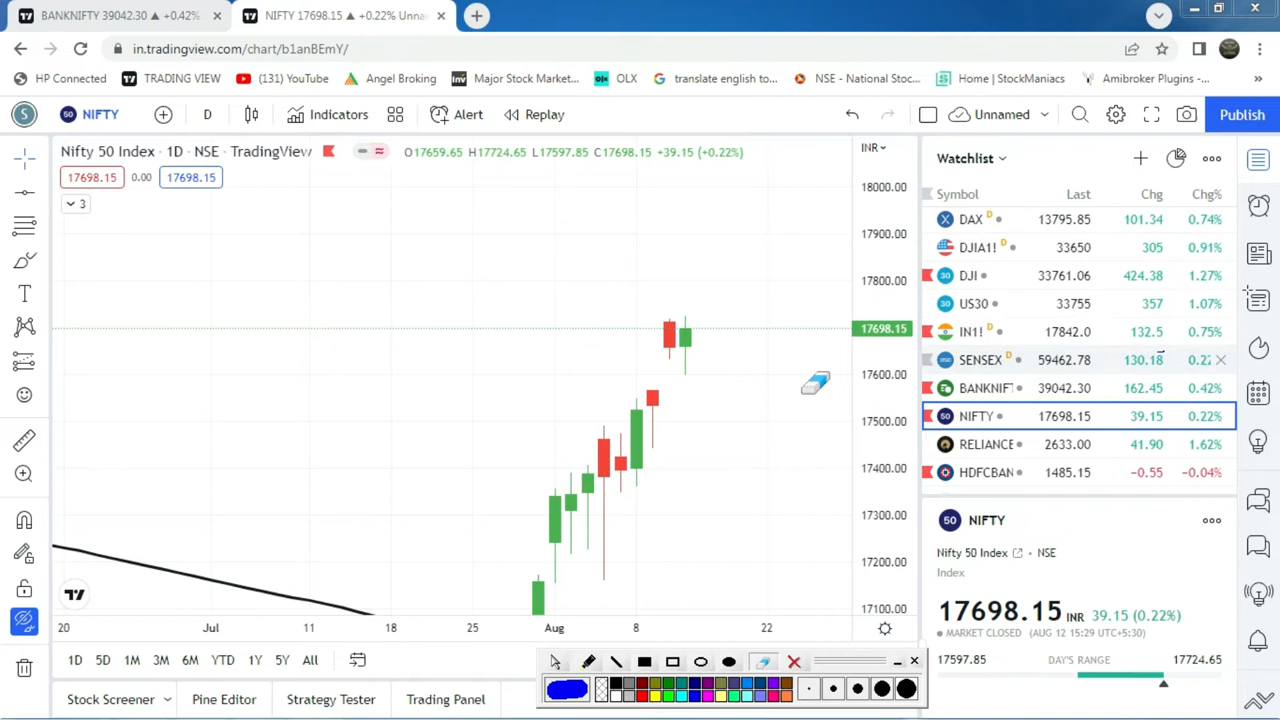 BANKNIFTY 39042.30 ▲ +0.42%
NIFTY 17698.15 ▲ +0.22% Unna
in.tradingview.com/chart/b1anBEmY/
HP Connected
TRADING VIEW
(131) YouTube
Angel Broking
Inv
Major Stock Market...
OLX
translate english to...
NSE - National Stoc...
Home | StockManiacs
Amibroker Plugins -...
S
50 NIFTY
D
Indicators
Alert
Replay
Unnamed
Publish
Nifty 50 Index · 1D · NSE · TradingView
O17659.65 H17724.65 L17597.85 C17698.15 +39.15 (+0.22%)
INR
17698.15 0.00 17698.15
3
18000.00
17900.00
17800.00
17698.15
17600.00
17500.00
17400.00
17300.00
17200.00
17100.00
20 Jul 11 18 25 Aug 8 22
1D 5D 1M 3M 6M YTD 1Y 5Y All
ck Screener
Editor
Strategy Tester
Trading Panel
Watchlist
Symbol Last Chg Chg%
DAX D 13795.85 101.34 0.74%
DJIA1! D 33650 305 0.91%
30 DJI 33761.06 424.38 1.27%
30 US30 33755 357 1.07%
IN1! D 17842.0 132.5 0.75%
SENSEX D 59462.78 130.18 0.22
BANKNIFT 39042.30 162.45 0.42%
50 NIFTY 17698.15 39.15 0.22%
RELIANCE 2633.00 41.90 1.62%
HDFCBAN 1485.15 −0.55 −0.04%
50 NIFTY
Nifty 50 Index · NSE
Index
17698.15 INR 39.15 (0.22%)
MARKET CLOSED (AUG 12 15:29 UTC+5:30)
17597.85 DAY'S RANGE 17724.65